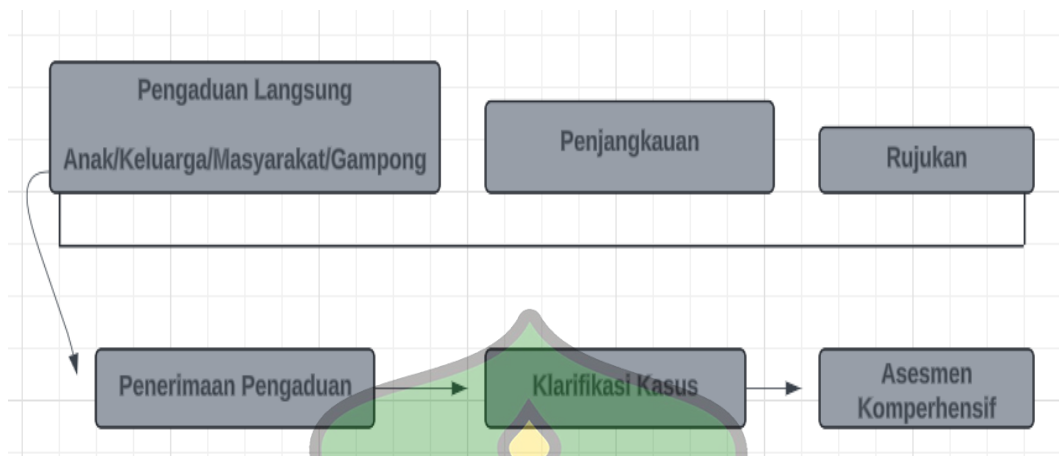 Pengaduan Langsung
Anak/Keluarga/Masyarakat/Gampong
Penjangkauan
Rujukan
Penerimaan Pengaduan
Klarifikasi Kasus
Asesmen
Komperhensif